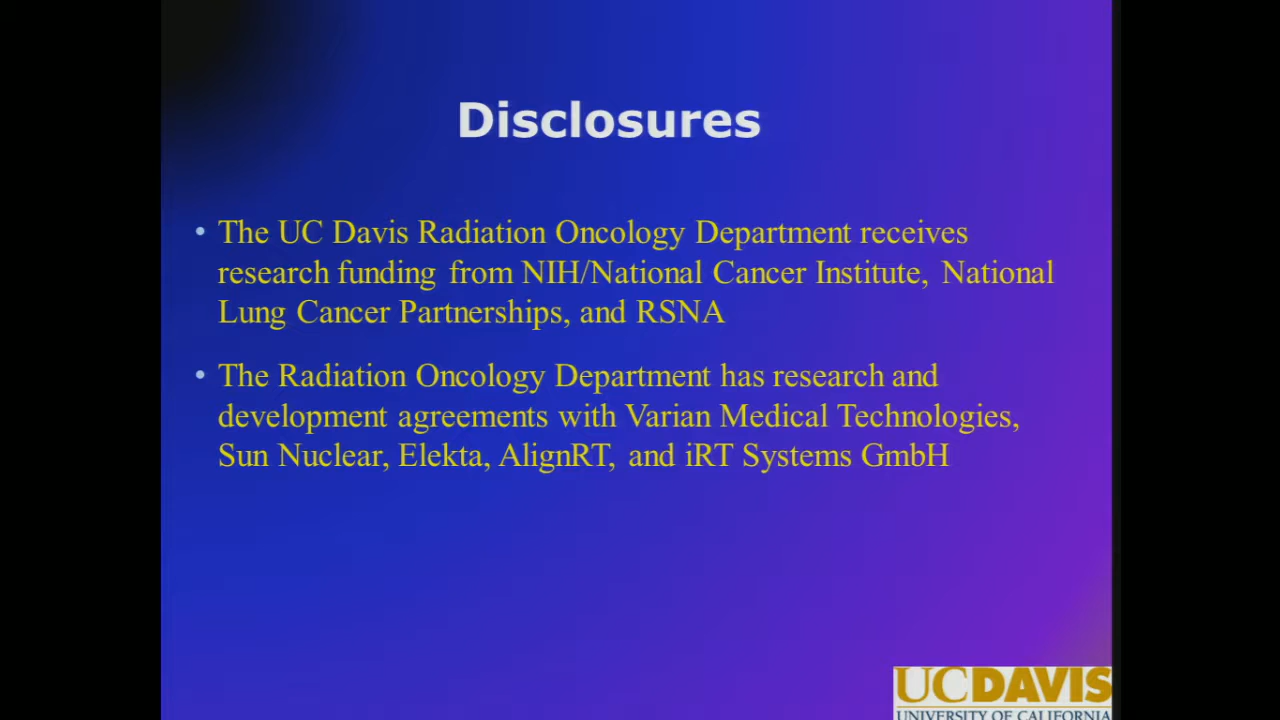 Disclosures
• The UC Davis Radiation Oncology Department receives
research funding from NIH/National Cancer Institute, National
Lung Cancer Partnerships, and RSNA
• The Radiation Oncology Department has research and
development agreements with Varian Medical Technologies,
Sun Nuclear, Elekta, AlignRT, and iRT Systems GmbH
UCDAVIS
UNIVERSITY OF CALIFORNIA